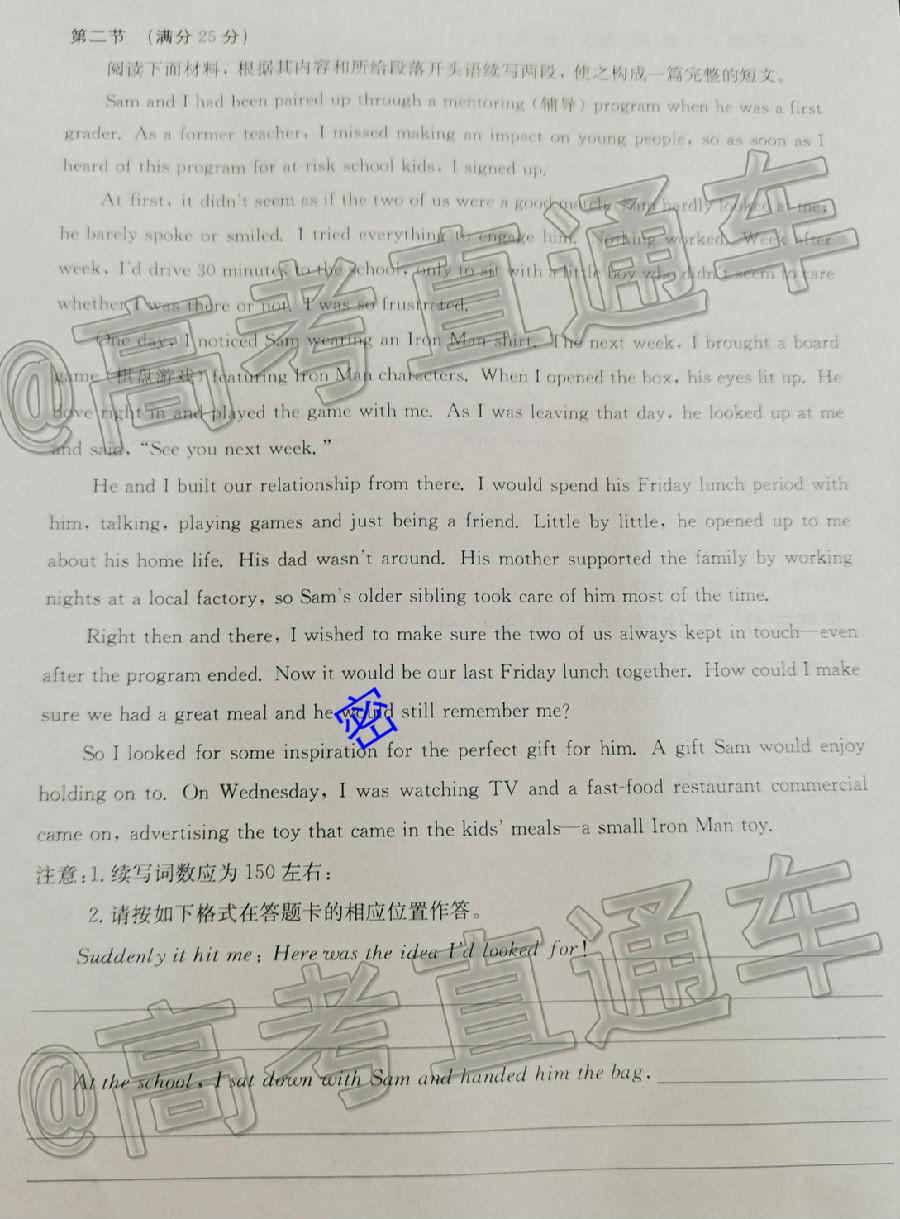 第二节 (满分25分)
阅读下面材料，根据其内容和所给段落开头语续写两段，使之构成一篇完整的短文。
Sam and I had been paired up through a mentoring (辅导) program when he was a first
grader. As a former teacher, I missed making an impact on young people, so as soon as I
heard of this program for at-risk school kids, I signed up.
At first, it didn't seem as if the two of us were a good match. Sam hardly looked at me;
he barely spoke or smiled. I tried everything to engage him. Nothing worked. Week after
week, I'd drive 30 minutes to the school, only to sit with a little boy who didn't seem to care
whether I was there or not. I was so frustrated.
One day, I noticed Sam wearing an Iron Man shirt. The next week, I brought a board
game (棋盘游戏) featuring Iron Man characters. When I opened the box, his eyes lit up. He
dove right in and played the game with me. As I was leaving that day, he looked up at me
and said, “See you next week.”
He and I built our relationship from there. I would spend his Friday lunch period with
him, talking, playing games and just being a friend. Little by little, he opened up to me
about his home life. His dad wasn't around. His mother supported the family by working
nights at a local factory, so Sam's older sibling took care of him most of the time.
Right then and there, I wished to make sure the two of us always kept in touch—even
after the program ended. Now it would be our last Friday lunch together. How could I make
sure we had a great meal and he would still remember me?
密
So I looked for some inspiration for the perfect gift for him. A gift Sam would enjoy
holding on to. On Wednesday, I was watching TV and a fast-food restaurant commercial
came on, advertising the toy that came in the kids' meals—a small Iron Man toy.
注意:1. 续写词数应为150左右;
2. 请按如下格式在答题卡的相应位置作答。
Suddenly it hit me; Here was the idea I'd looked for!
At the school, I sat down with Sam and handed him the bag.
@高考直通车
@高考直通车